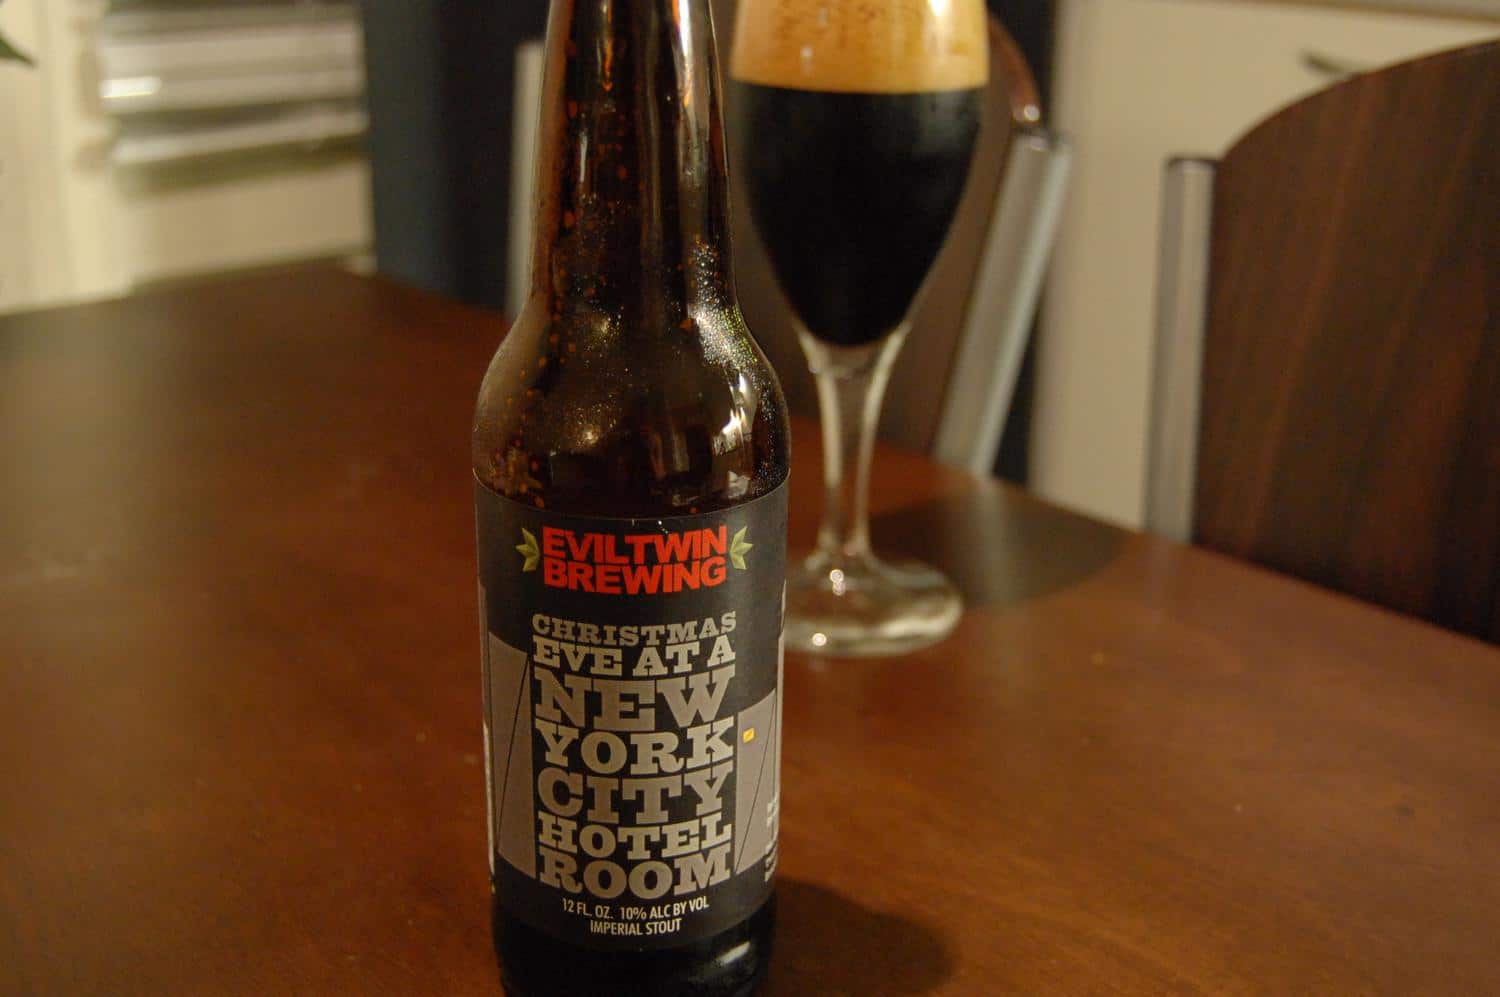 EVILTWIN
BREWING
CHRISTMAS
EVE AT A
NEW
YORK
CITY
HOTEL
ROOM
12 FL. OZ. 10% ALC BY VOL
IMPERIAL STOUT